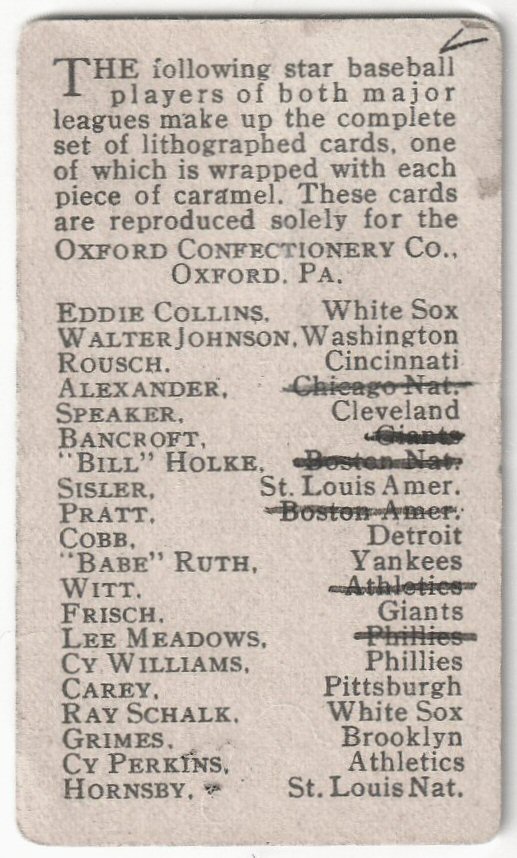 THE following star baseball
players of both major
leagues make up the complete
set of lithographed cards, one
of which is wrapped with each
piece of caramel. These cards
are reproduced solely for the
OXFORD CONFECTIONERY CO.,
OXFORD, PA.
EDDIE COLLINS, White Sox
WALTER JOHNSON, Washington
ROUSCH, Cincinnati
ALEXANDER, Chicago Nat.
SPEAKER, Cleveland
BANCROFT, Giants
"BILL" HOLKE, Boston Nat.
SISLER, St. Louis Amer.
PRATT, Boston Amer.
COBB, Detroit
"BABE" RUTH, Yankees
WITT, Athletics
FRISCH, Giants
LEE MEADOWS, Phillies
CY WILLIAMS, Phillies
CAREY, Pittsburgh
RAY SCHALK, White Sox
GRIMES, Brooklyn
CY PERKINS, Athletics
HORNSBY, St. Louis Nat.